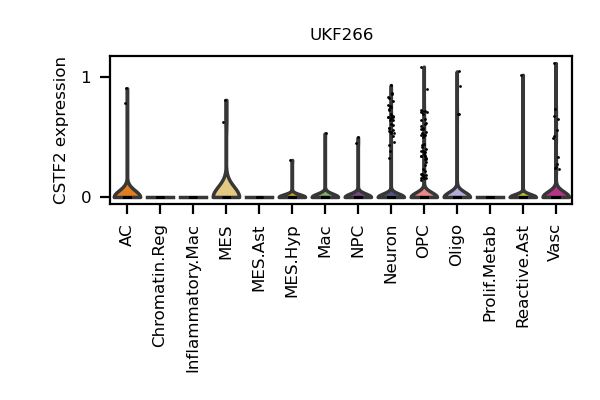 UKF266
CSTF2 expression
1
0
AC
Chromatin.Reg
Inflammatory.Mac
MES
MES.Ast
MES.Hyp
Mac
NPC
Neuron
OPC
Oligo
Prolif.Metab
Reactive.Ast
Vasc